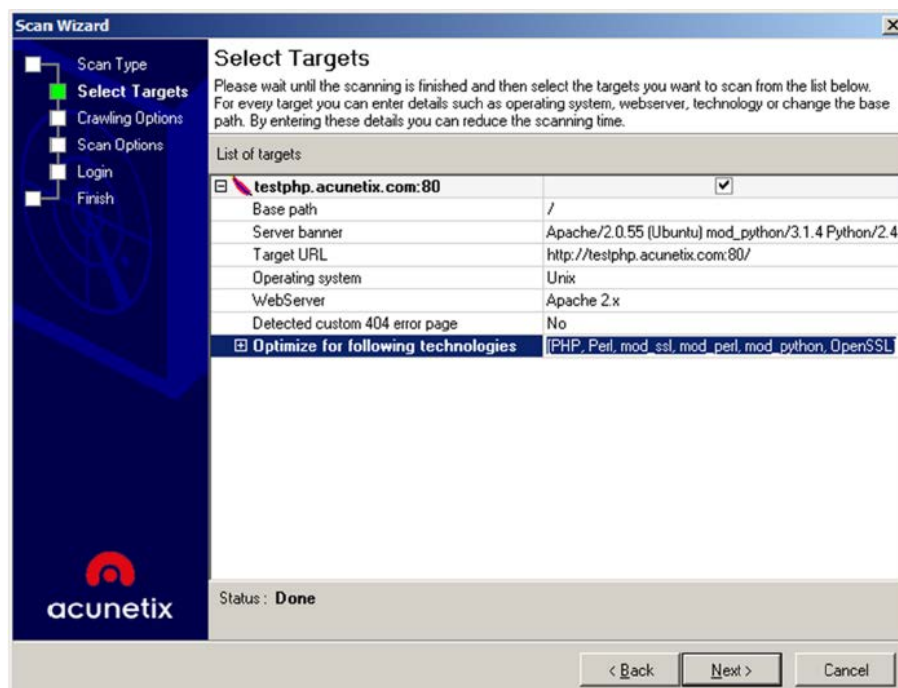 Scan Wizard
Scan Type
Select Targets
Crawling Options
Scan Options
Login
Finish
Select Targets
Please wait until the scanning is finished and then select the targets you want to scan from the list below.
For every target you can enter details such as operating system, webserver, technology or change the base
path. By entering these details you can reduce the scanning time.
List of targets
testphp.acunetix.com:80
Base path /
Server banner Apache/2.0.55 (Ubuntu) mod_python/3.1.4 Python/2.4
Target URL http://testphp.acunetix.com:80/
Operating system Unix
WebServer Apache 2.x
Detected custom 404 error page No
Optimize for following technologies [PHP, Perl, mod_ssl, mod_perl, mod_python, OpenSSL]
acunetix
Status : Done
< Back Next > Cancel